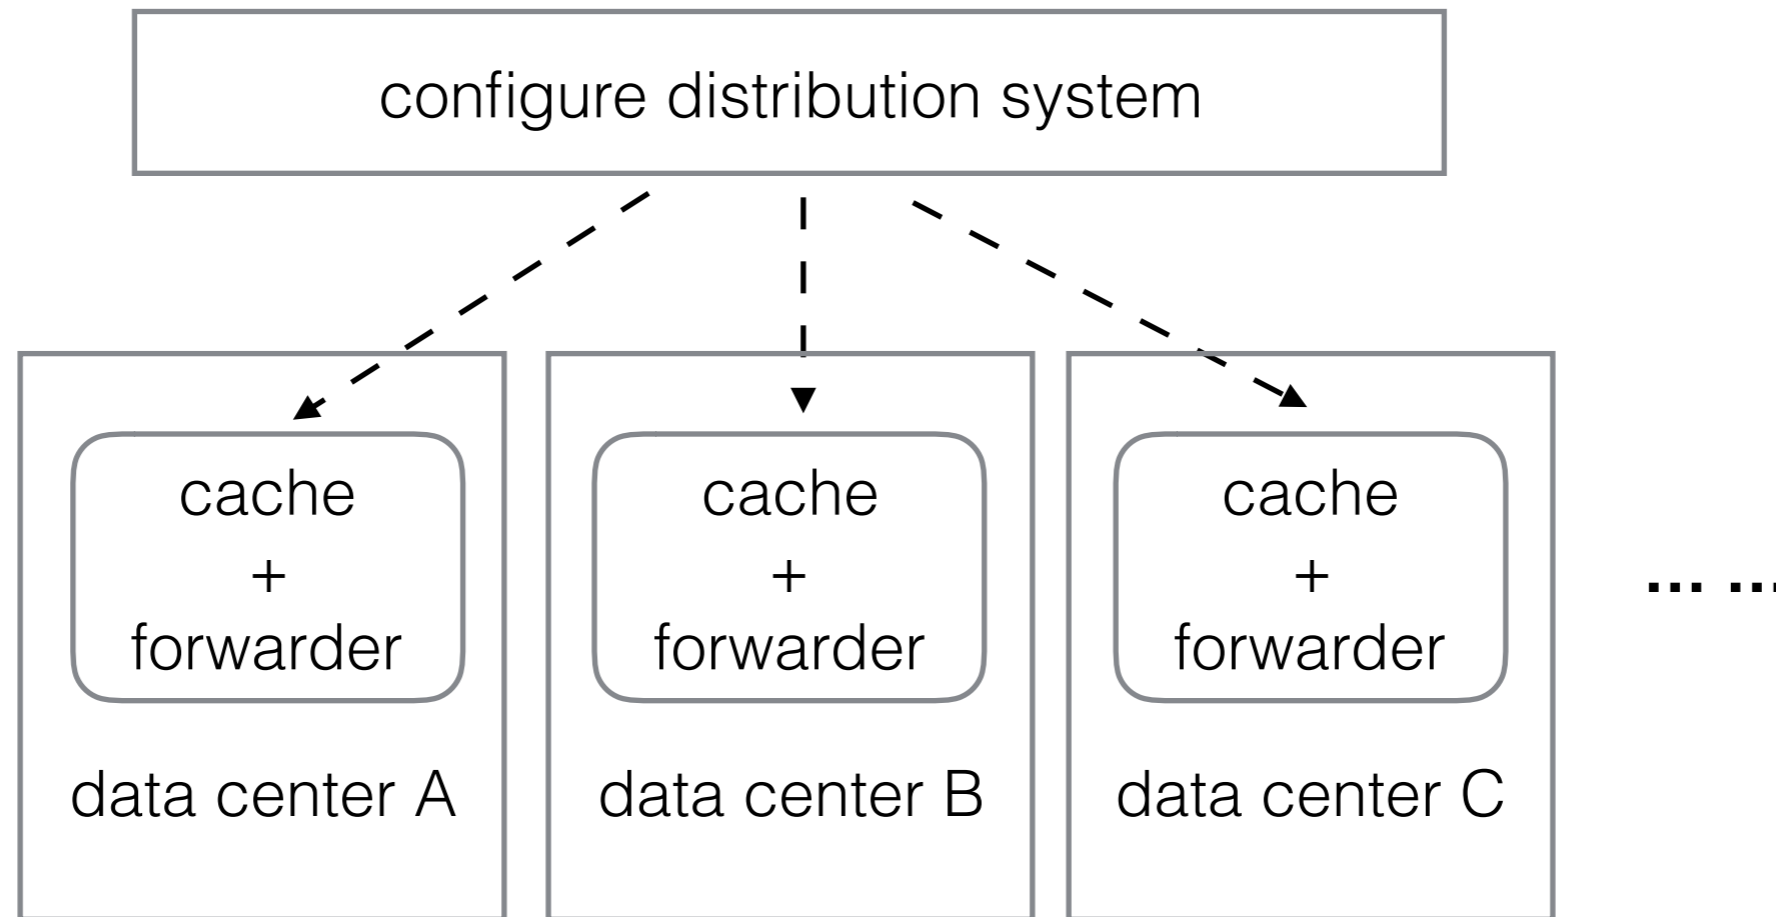 configure distribution system
cache
+
forwarder
data center A
cache
+
forwarder
data center B
cache
+
forwarder
data center C
... ...